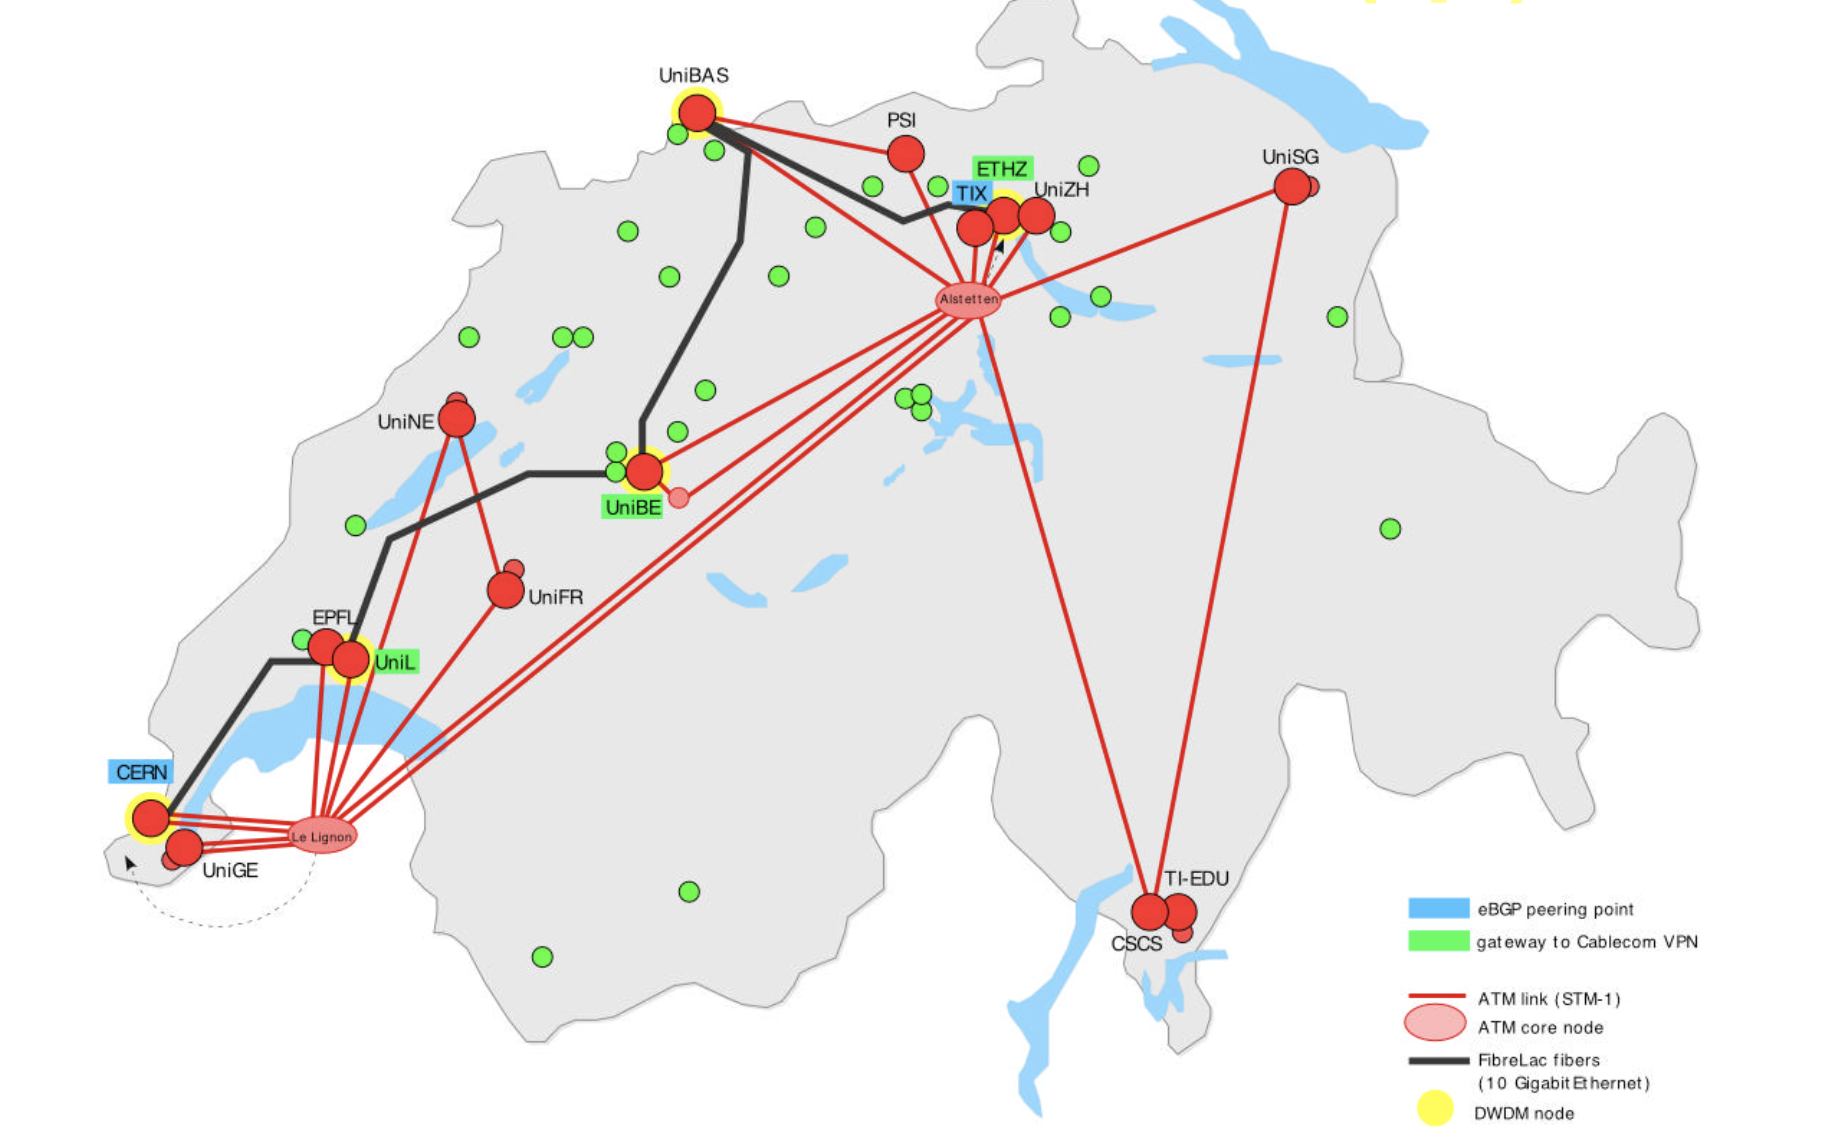 UniBAS
PSI
ETHZ
UniSG
TIX
UniZH
Alstetten
UniNE
UniBE
UniFR
EPFL
UniL
CERN
Le Lignon
UniGE
TI-EDU
CSCS
eBGP peering point
gateway to Cablecom VPN
ATM link (STM-1)
ATM core node
FibreLac fibers
(10 GigabitEthernet)
DWDM node